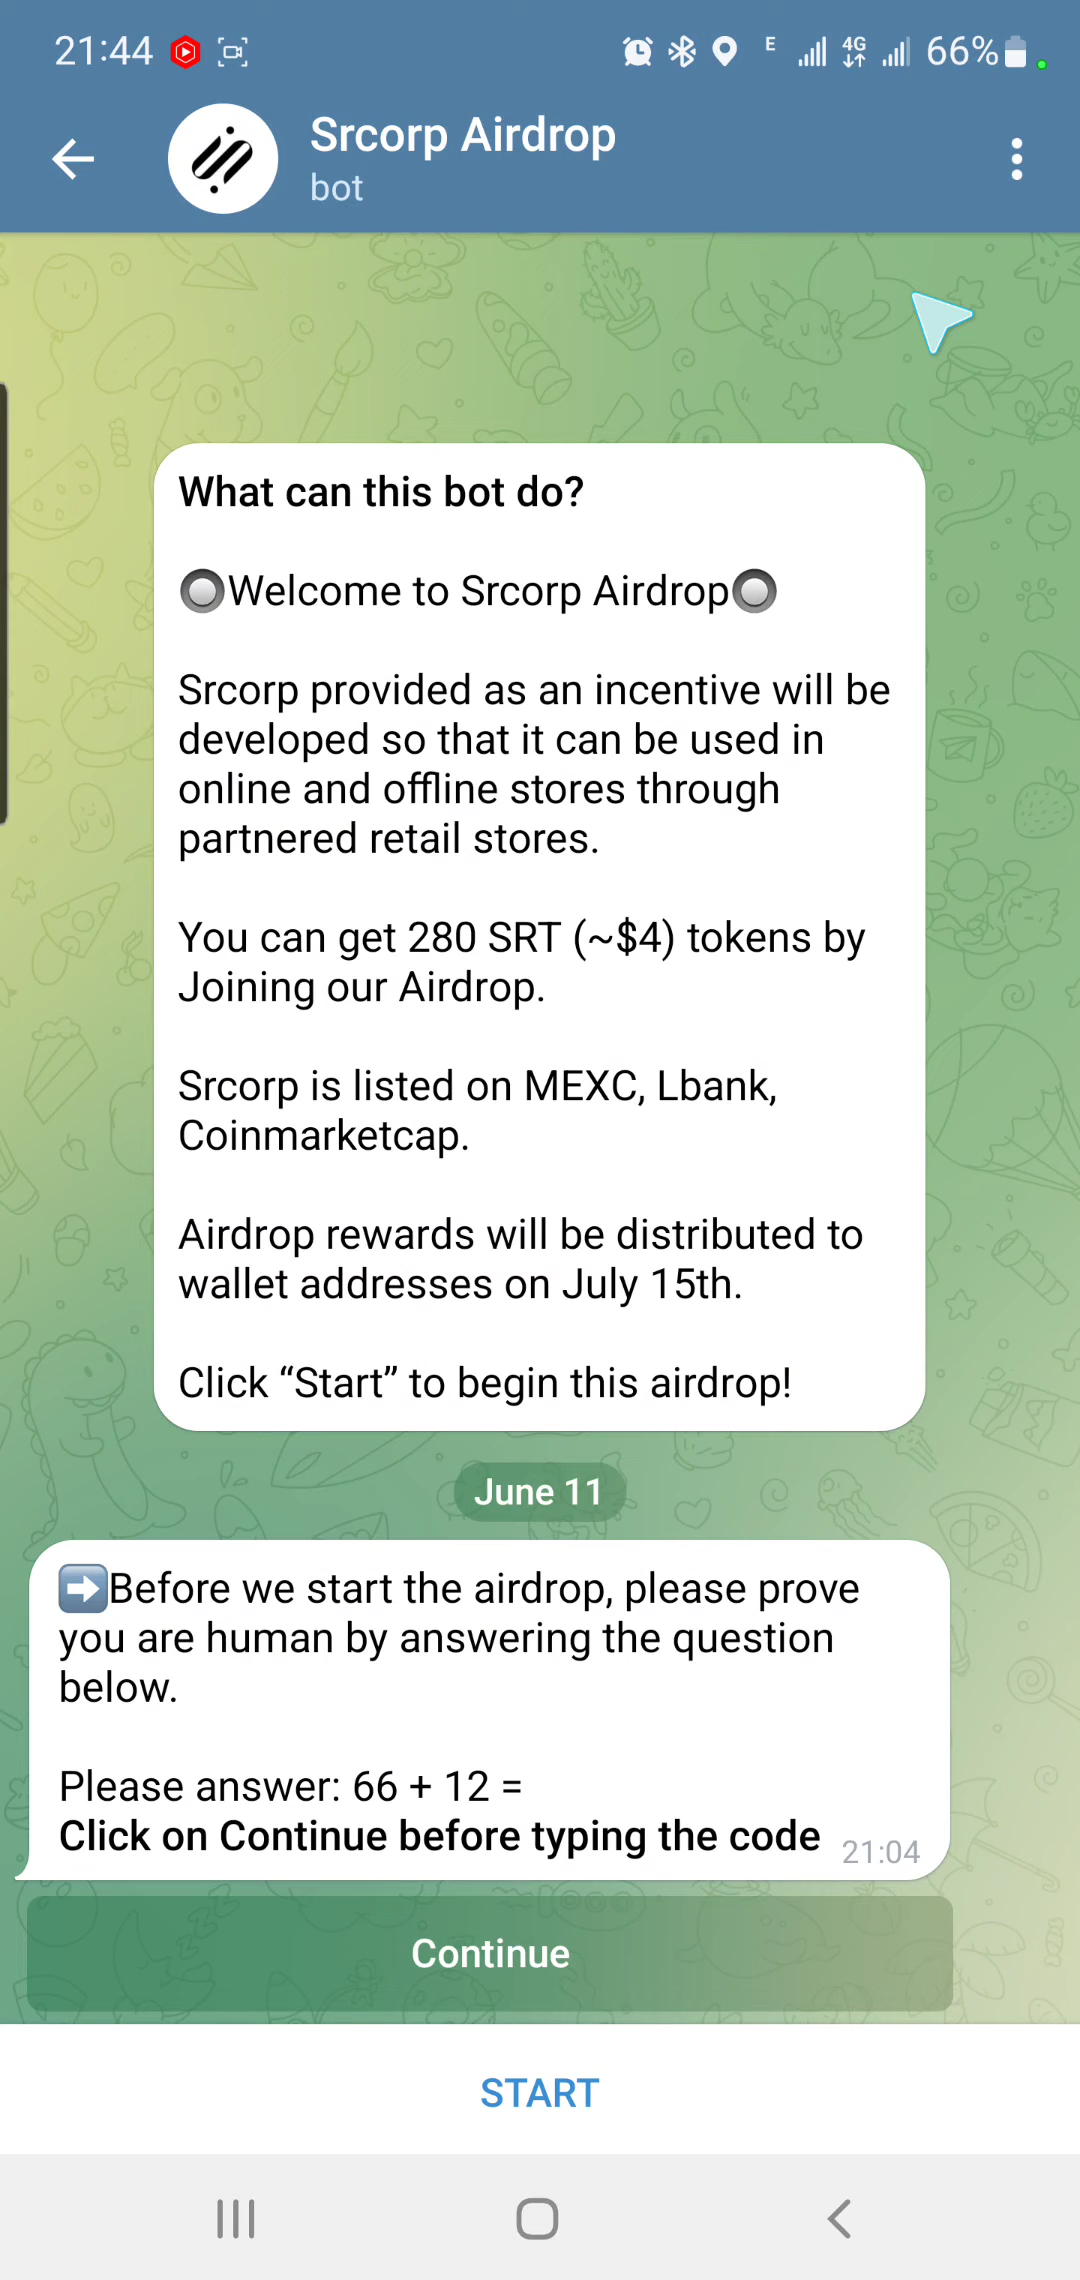 21:44
E 4G 66%
Srcorp Airdrop
bot
What can this bot do?
Welcome to Srcorp Airdrop
Srcorp provided as an incentive will be
developed so that it can be used in
online and offline stores through
partnered retail stores.
You can get 280 SRT (~$4) tokens by
Joining our Airdrop.
Srcorp is listed on MEXC, Lbank,
Coinmarketcap.
Airdrop rewards will be distributed to
wallet addresses on July 15th.
Click “Start” to begin this airdrop!
June 11
Before we start the airdrop, please prove
you are human by answering the question
below.
Please answer: 66 + 12 =
Click on Continue before typing the code 21:04
Continue
START